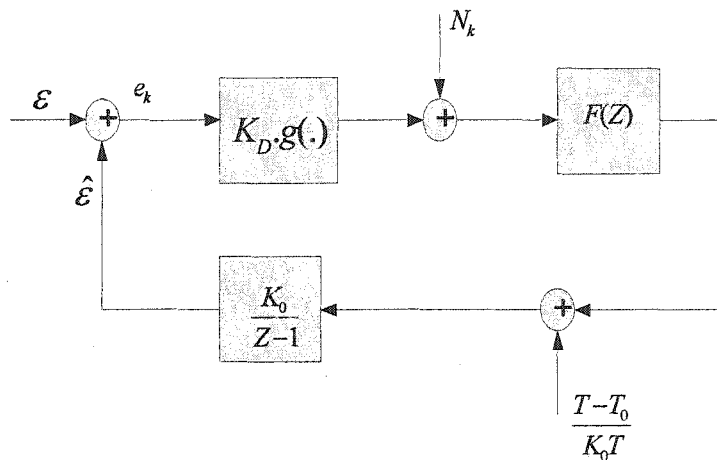 N_k
ε
+
e_k
K_D.g(.)
+
F(Z)
ε̂
K_0
Z-1
+
T-T_0
K_0T